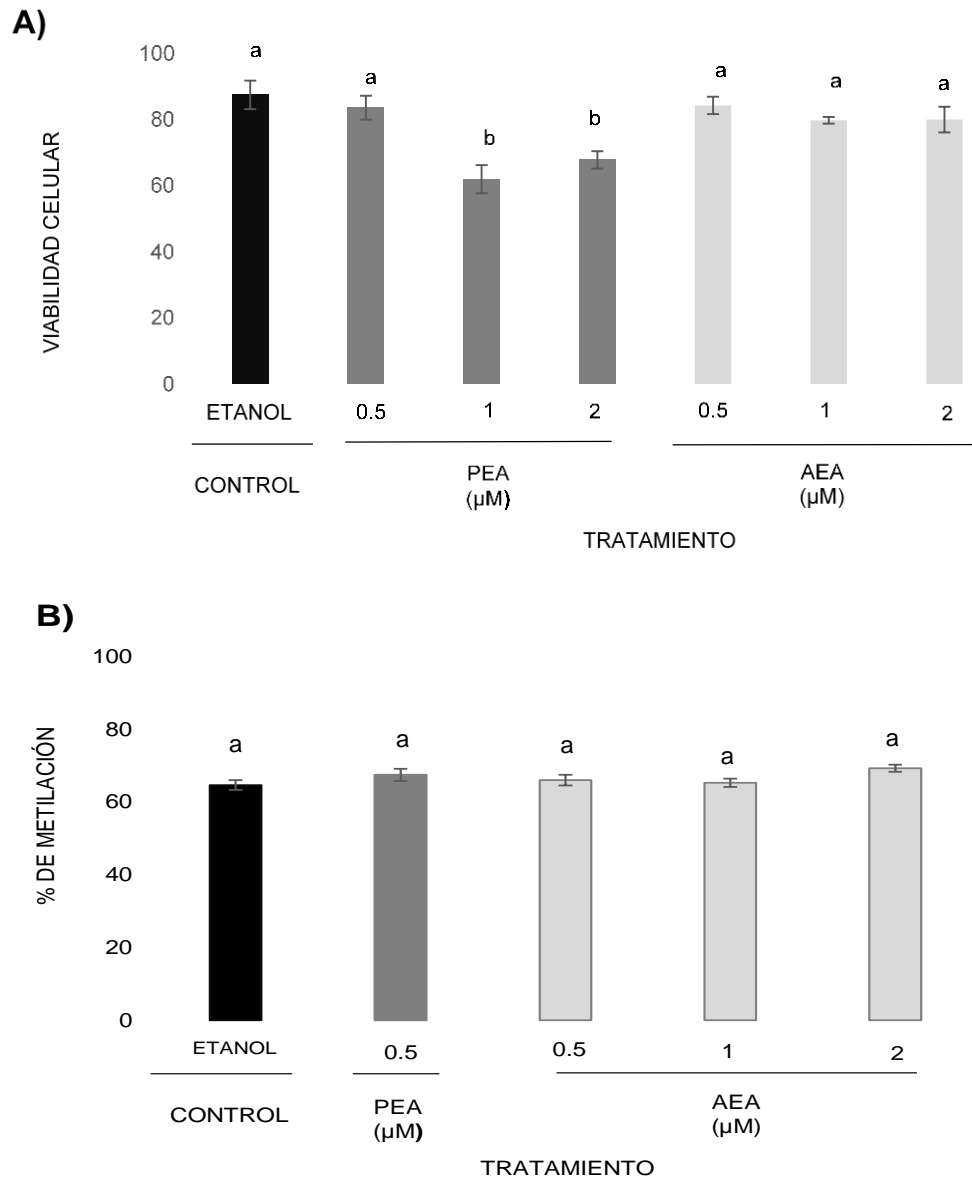 A)
100
80
60
40
20
0
VIABILIDAD CELULAR
a
a
b
b
a
a
a
ETANOL 0.5 1 2 0.5 1 2
CONTROL PEA (µM) AEA (µM)
TRATAMIENTO
B)
100
80
60
40
20
0
% DE METILACIÓN
a
a
a
a
a
ETANOL 0.5 0.5 1 2
CONTROL PEA (µM) AEA (µM)
TRATAMIENTO